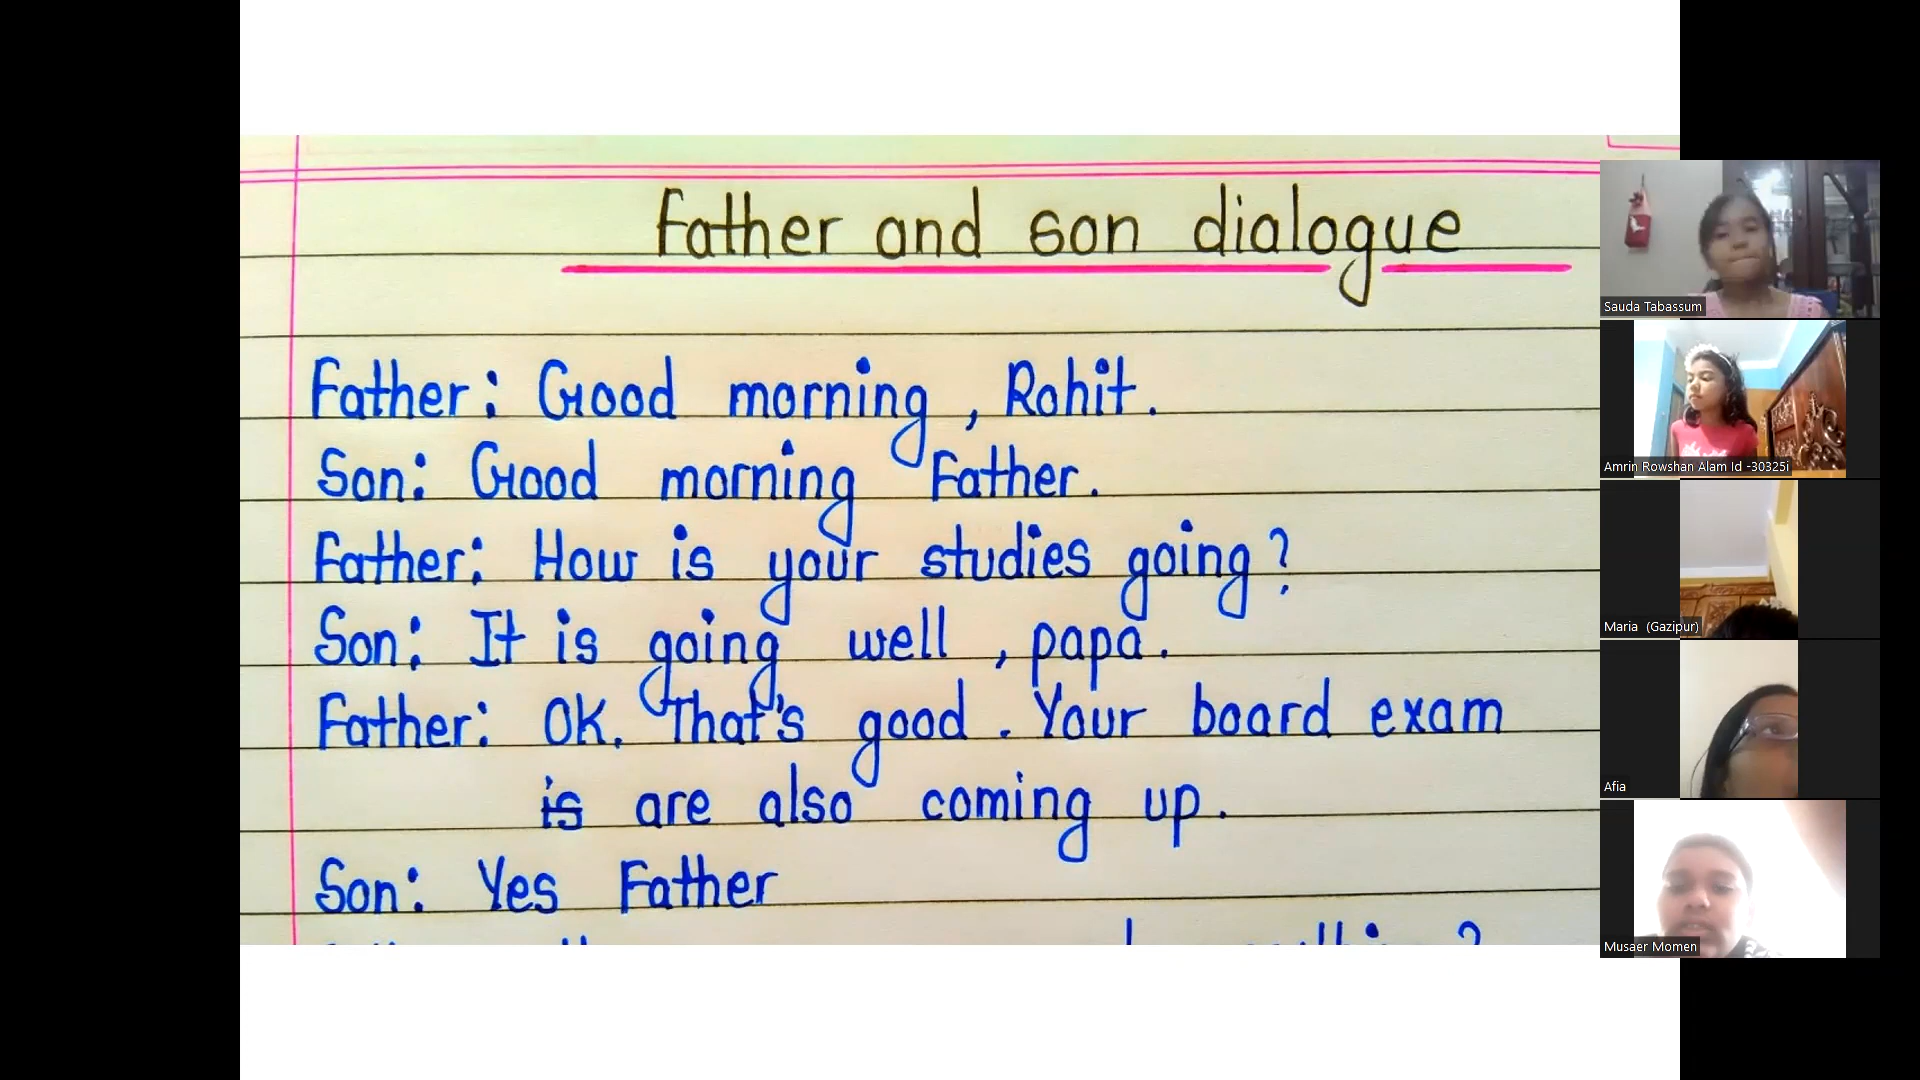 Father and son dialogue
Father: Good morning, Rohit.
Son: Good morning Father.
Father: How is your studies going?
Son: It is going well, papa.
Father: OK. That's good. Your board exam
is are also coming up.
Son: Yes Father
Sauda Tabassum
Amrin Rowshan Alam Id -30325i
Maria (Gazipur)
Afia
Musaer Momen